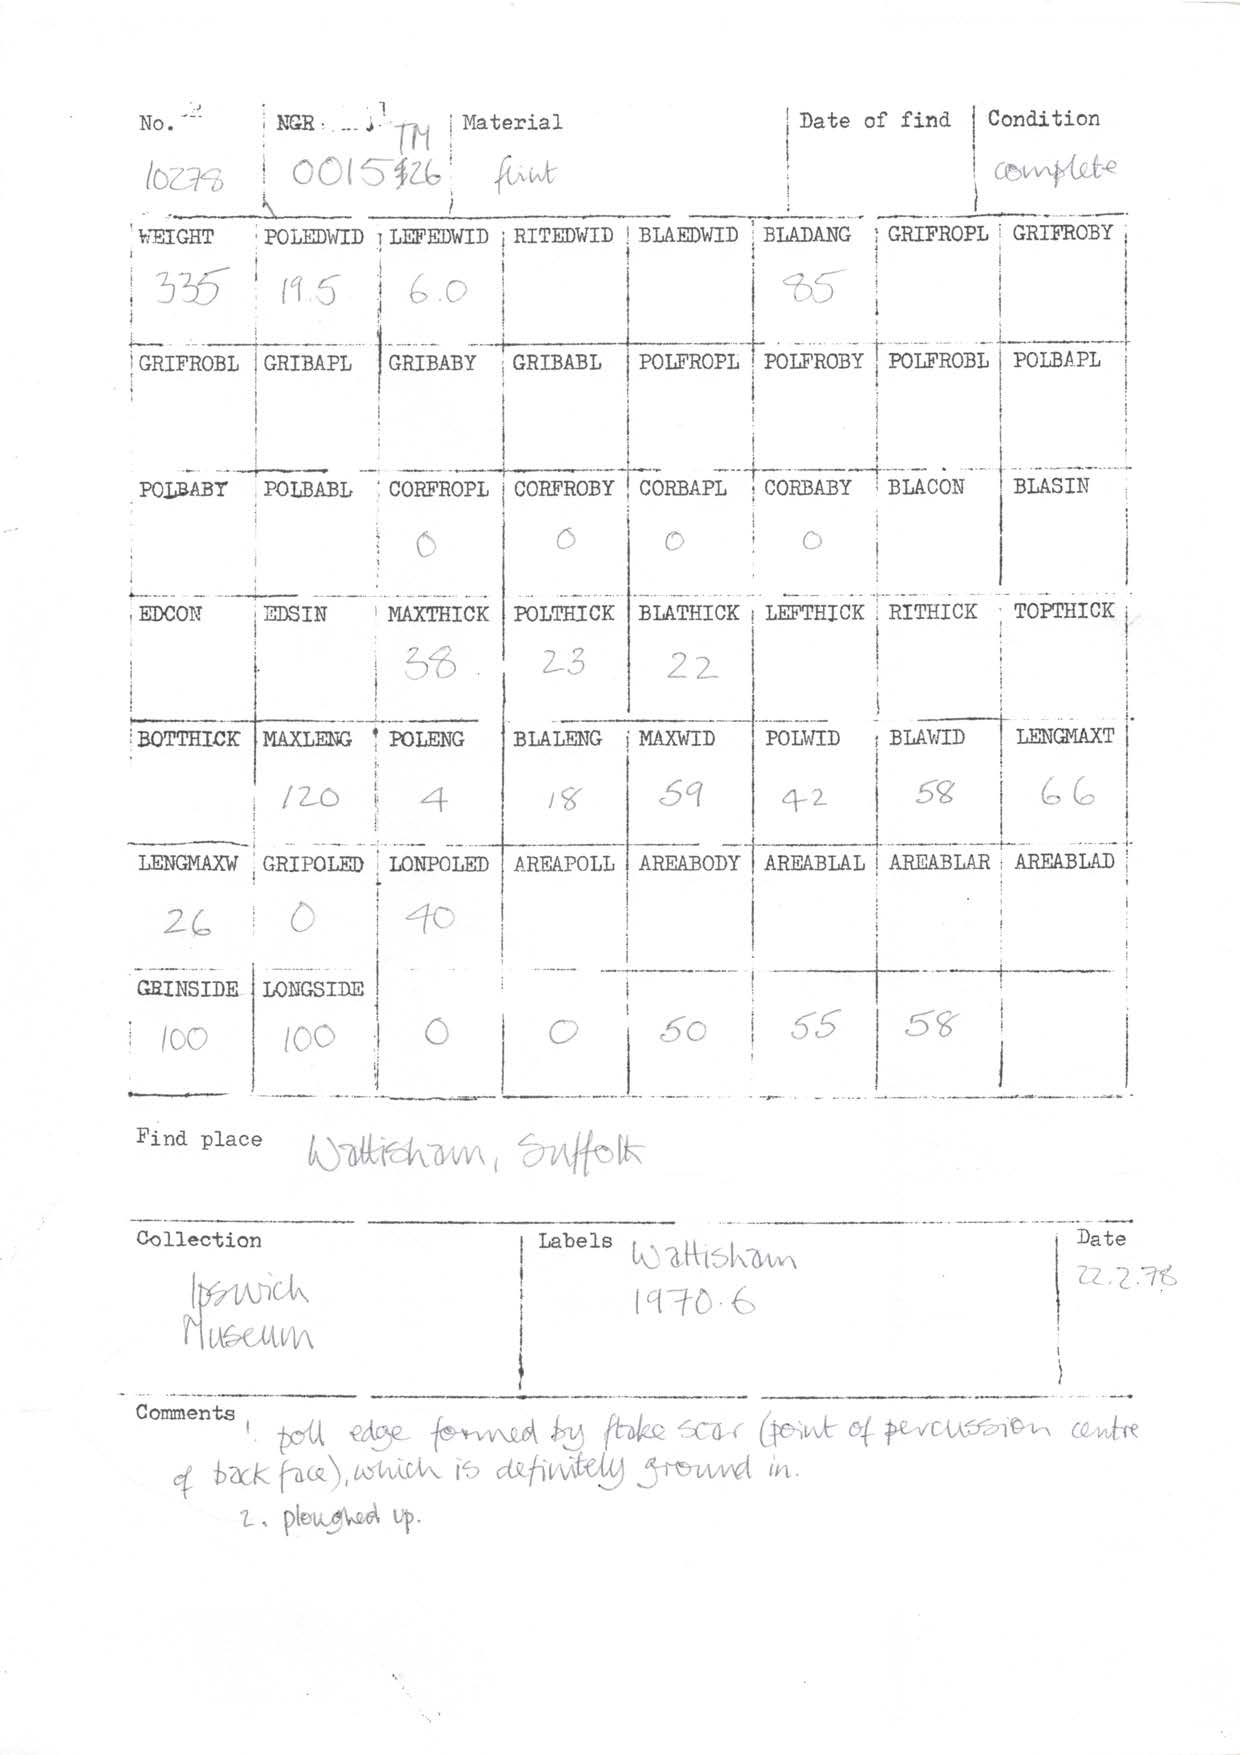 No. NGR Material Date of find Condition
10278 TM 0015 526 flint complete
WEIGHT POLEDWID LEFEDWID RITEDWID BLAEDWID BLADANG GRIFROPL GRIFROBY
335 19.5 6.0 85
GRIFROBL GRIBAPL GRIBABY GRIBABL POLFROPL POLFROBY POLFROBL POLBAPL
POLBABY POLBABL CORFROPL CORFROBY CORBAPL CORBABY BLACON BLASIN
0 0 0 0
EDCON EDSIN MAXTHICK POLTHICK BLATHICK LEFTHICK RITHICK TOPTHICK
38 23 22
BOTTHICK MAXLENG POLENG BLALENG MAXWID POLWID BLAWID LENGMAXT
120 4 18 59 42 58 66
LENGMAXW GRIPOLED LONPOLED AREAPOLL AREABODY AREABLAL AREABLAR AREABLAD
26 0 40
GRINSIDE LONGSIDE
100 100 0 0 50 55 58
Find place Wattisham, Suffolk
Collection Labels Wattisham Date
Ipswich 1970.6 22.2.78
Museum
Comments 1. poll edge formed by flake scar (point of percussion centre
of back face), which is definitely ground in.
2. ploughed up.